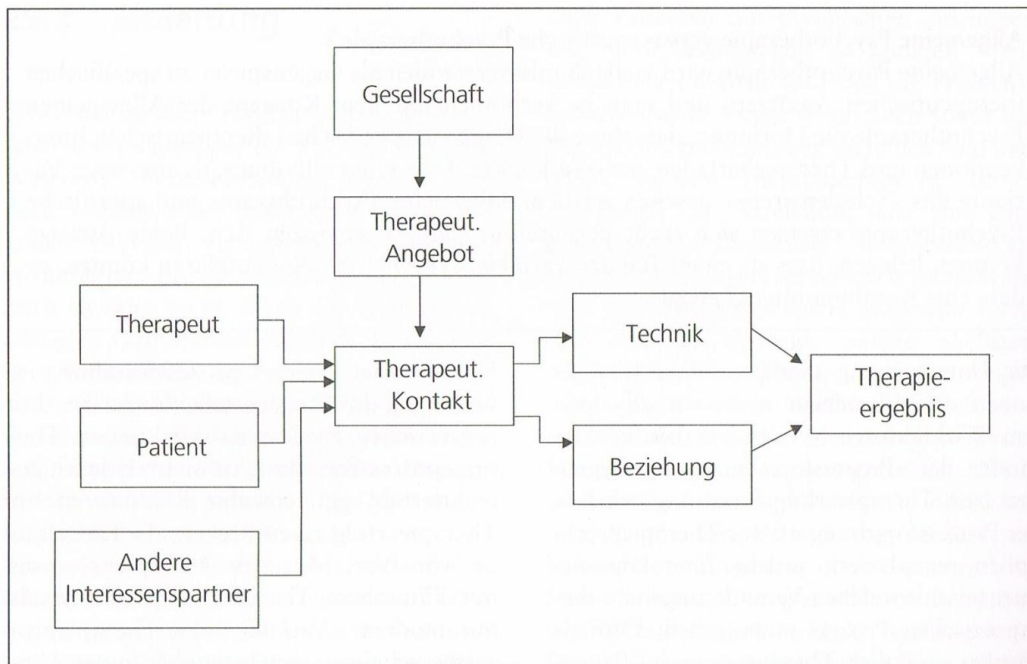 Gesellschaft
Therapeut.
Angebot
Therapeut
Therapeut.
Kontakt
Technik
Therapie-
ergebnis
Patient
Beziehung
Andere
Interessenspartner